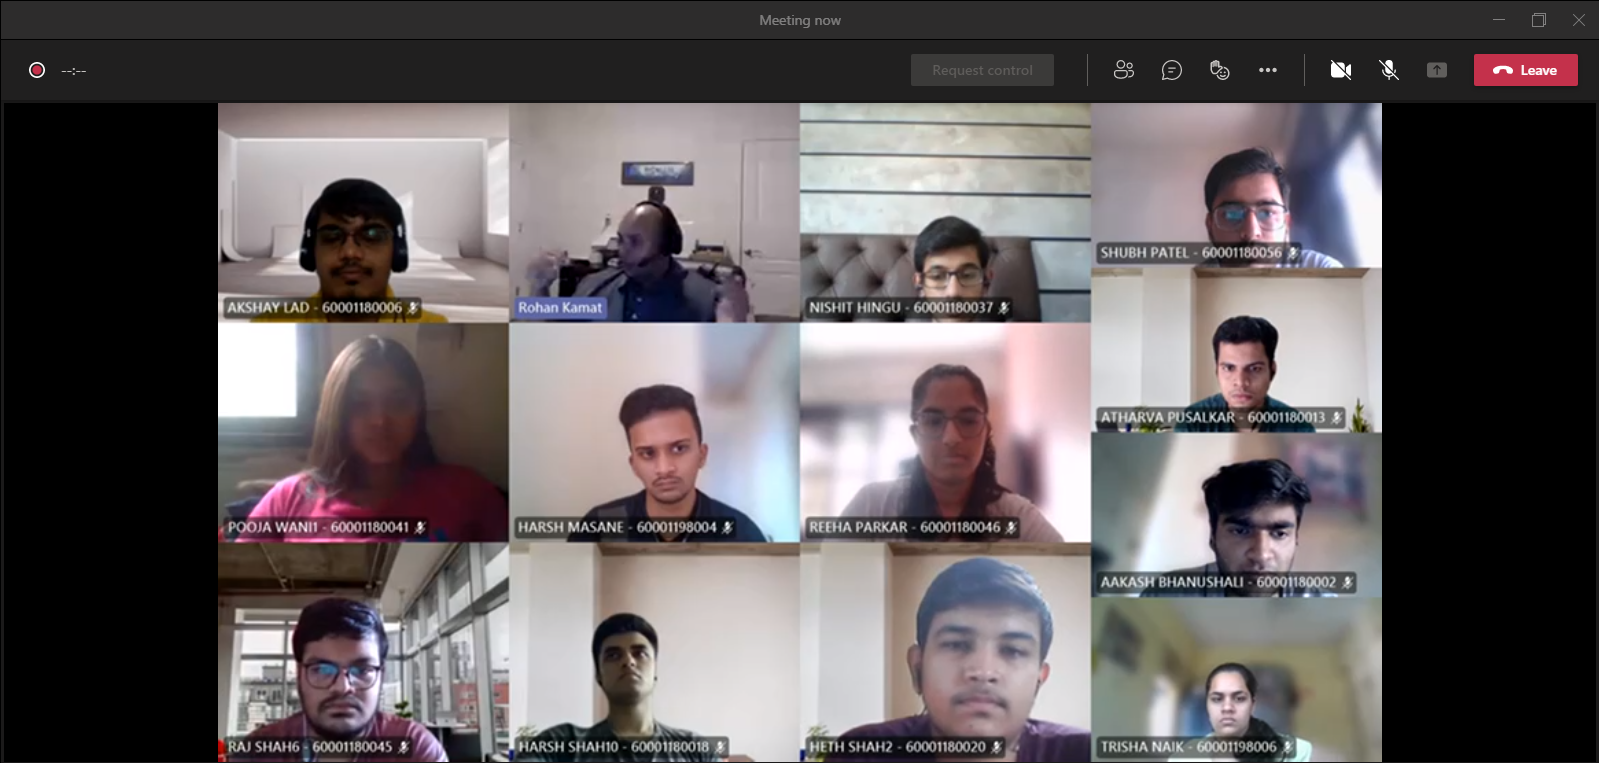 Meeting now
--:--
Request control
Leave
AKSHAY LAD - 60001180006
Rohan Kamat
NISHIT HINGU - 60001180037
SHUBH PATEL - 60001180056
ATHARVA PUSALKAR - 60001180013
POOJA WANI1 - 60001180041
HARSH MASANE - 60001198004
REEHA PARKAR - 60001180046
AAKASH BHANUSHALI - 60001180002
RAJ SHAH6 - 60001180045
HARSH SHAH10 - 60001180018
HETH SHAH2 - 60001180020
TRISHA NAIK - 60001198006